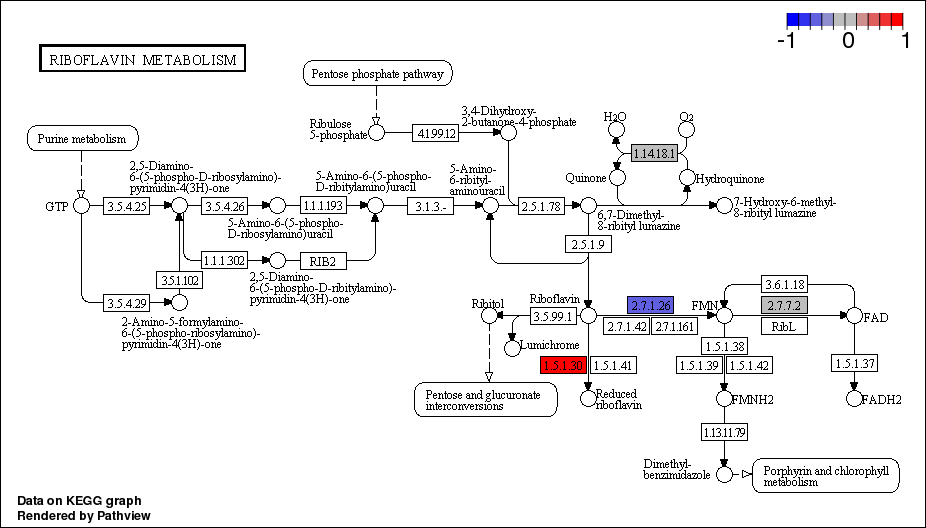 -1 0 1
RIBOFLAVIN METABOLISM
Pentose phosphate pathway
Purine metabolism
Ribulose
5-phosphate
4.1.99.12
3,4-Dihydroxy-
2-butanone-4-phosphate
H2O
O2
1.14.18.1
Quinone
Hydroquinone
2,5-Diamino-
6-(5-phospho-D-ribosylamino)-
pyrimidin-4(3H)-one
5-Amino-6-(5-phospho-
D-ribitylamino)uracil
5-Amino-
6-ribityl-
aminouracil
GTP
3.5.4.25
3.5.4.26
1.1.1.193
3.1.3.-
2.5.1.78
7-Hydroxy-6-methyl-
8-ribityl lumazine
5-Amino-6-(5-phospho-
D-ribosylamino)uracil
6,7-Dimethyl-
8-ribityl lumazine
2.5.1.9
1.1.1.302
RIB2
3.5.1.102
2,5-Diamino-
6-(5-phospho-D-ribitylamino)-
pyrimidin-4(3H)-one
3.5.4.29
2-Amino-5-formylamino-
6-(5-phospho-ribosylamino)-
pyrimidin-4(3H)-one
3.6.1.18
Ribitol
Riboflavin
2.7.1.26
FMN
2.7.7.2
3.5.99.1
2.7.1.42
2.7.1.161
RibL
FAD
Lumichrome
1.5.1.38
1.5.1.30
1.5.1.41
1.5.1.39
1.5.1.42
1.5.1.37
Pentose and glucuronate
interconversions
Reduced
riboflavin
FMNH2
FADH2
1.13.11.79
Dimethyl-
benzimidazole
Porphyrin and chlorophyll
metabolism
Data on KEGG graph
Rendered by Pathview